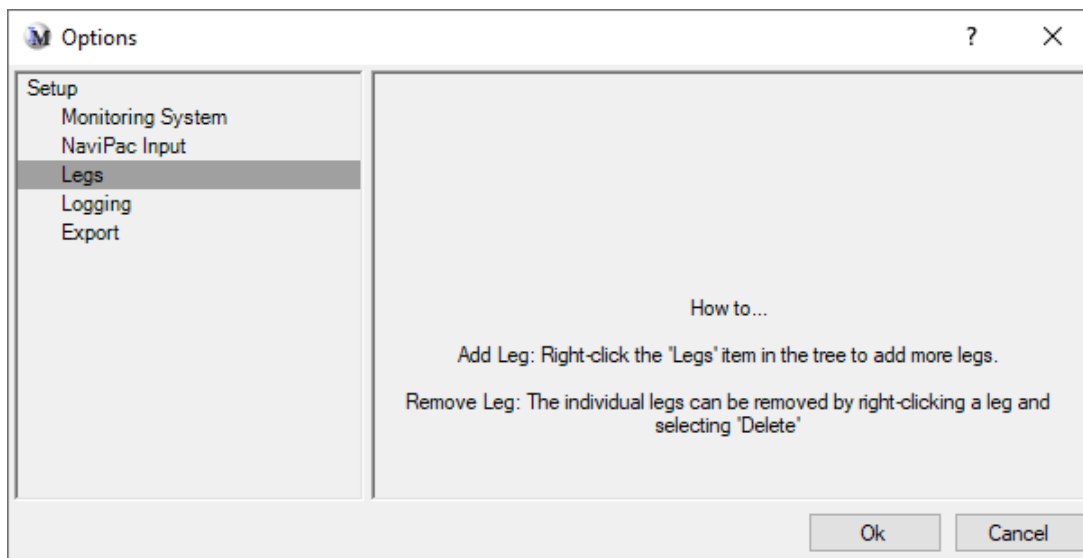 Options
?
Setup
Monitoring System
NaviPac Input
Legs
Logging
Export
How to...
Add Leg: Right-click the 'Legs' item in the tree to add more legs.
Remove Leg: The individual legs can be removed by right-clicking a leg and
selecting 'Delete'
Ok
Cancel